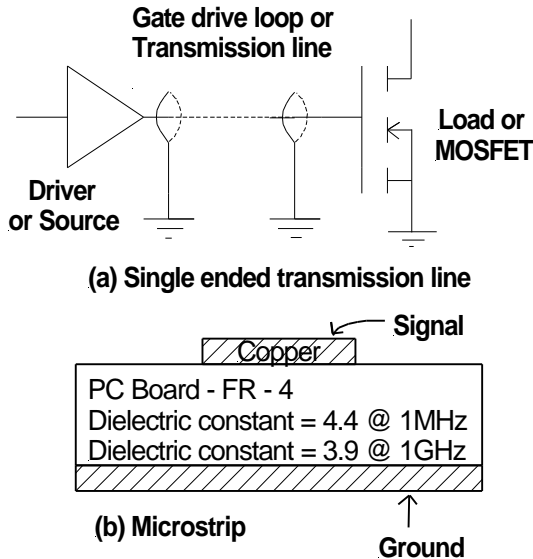 Gate drive loop or
Transmission line
Load or
MOSFET
Driver
or Source
(a) Single ended transmission line
Signal
Copper
PC Board - FR - 4
Dielectric constant = 4.4 @ 1MHz
Dielectric constant = 3.9 @ 1GHz
(b) Microstrip
Ground